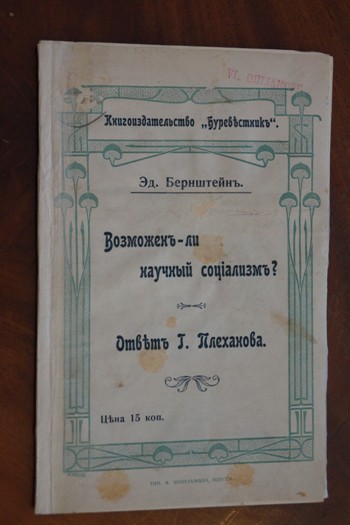 Книгоиздательство „Буревѣстникъ“.
Эд. Бернштейнъ.
Возможенъ-ли
научный соціализмъ?
Отвѣтъ Г. Плеханова.
Цѣна 15 коп.